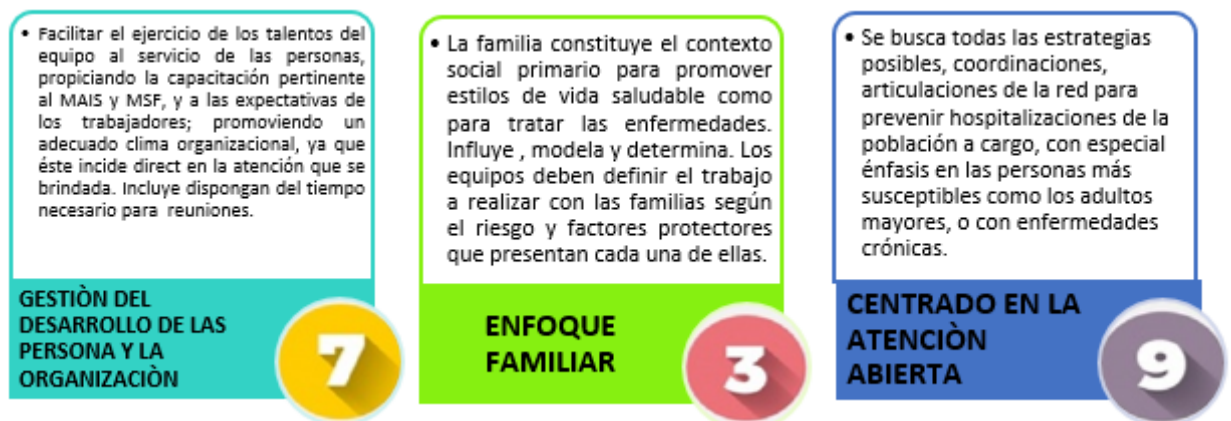 • Facilitar el ejercicio de los talentos del
equipo al servicio de las personas,
propiciando la capacitación pertinente
al MAIS y MSF, y a las expectativas de
los trabajadores; promoviendo un
adecuado clima organizacional, ya que
éste incide direct en la atención que se
brindada. Incluye dispongan del tiempo
necesario para reuniones.
GESTIÒN DEL
DESARROLLO DE LAS
PERSONA Y LA
ORGANIZACIÒN
7
• La familia constituye el contexto
social primario para promover
estilos de vida saludable como
para tratar las enfermedades.
Influye , modela y determina. Los
equipos deben definir el trabajo
a realizar con las familias según
el riesgo y factores protectores
que presentan cada una de ellas.
ENFOQUE
FAMILIAR
3
• Se busca todas las estrategias
posibles, coordinaciones,
articulaciones de la red para
prevenir hospitalizaciones de la
población a cargo, con especial
énfasis en las personas más
susceptibles como los adultos
mayores, o con enfermedades
crónicas.
CENTRADO EN LA
ATENCIÒN
ABIERTA
9